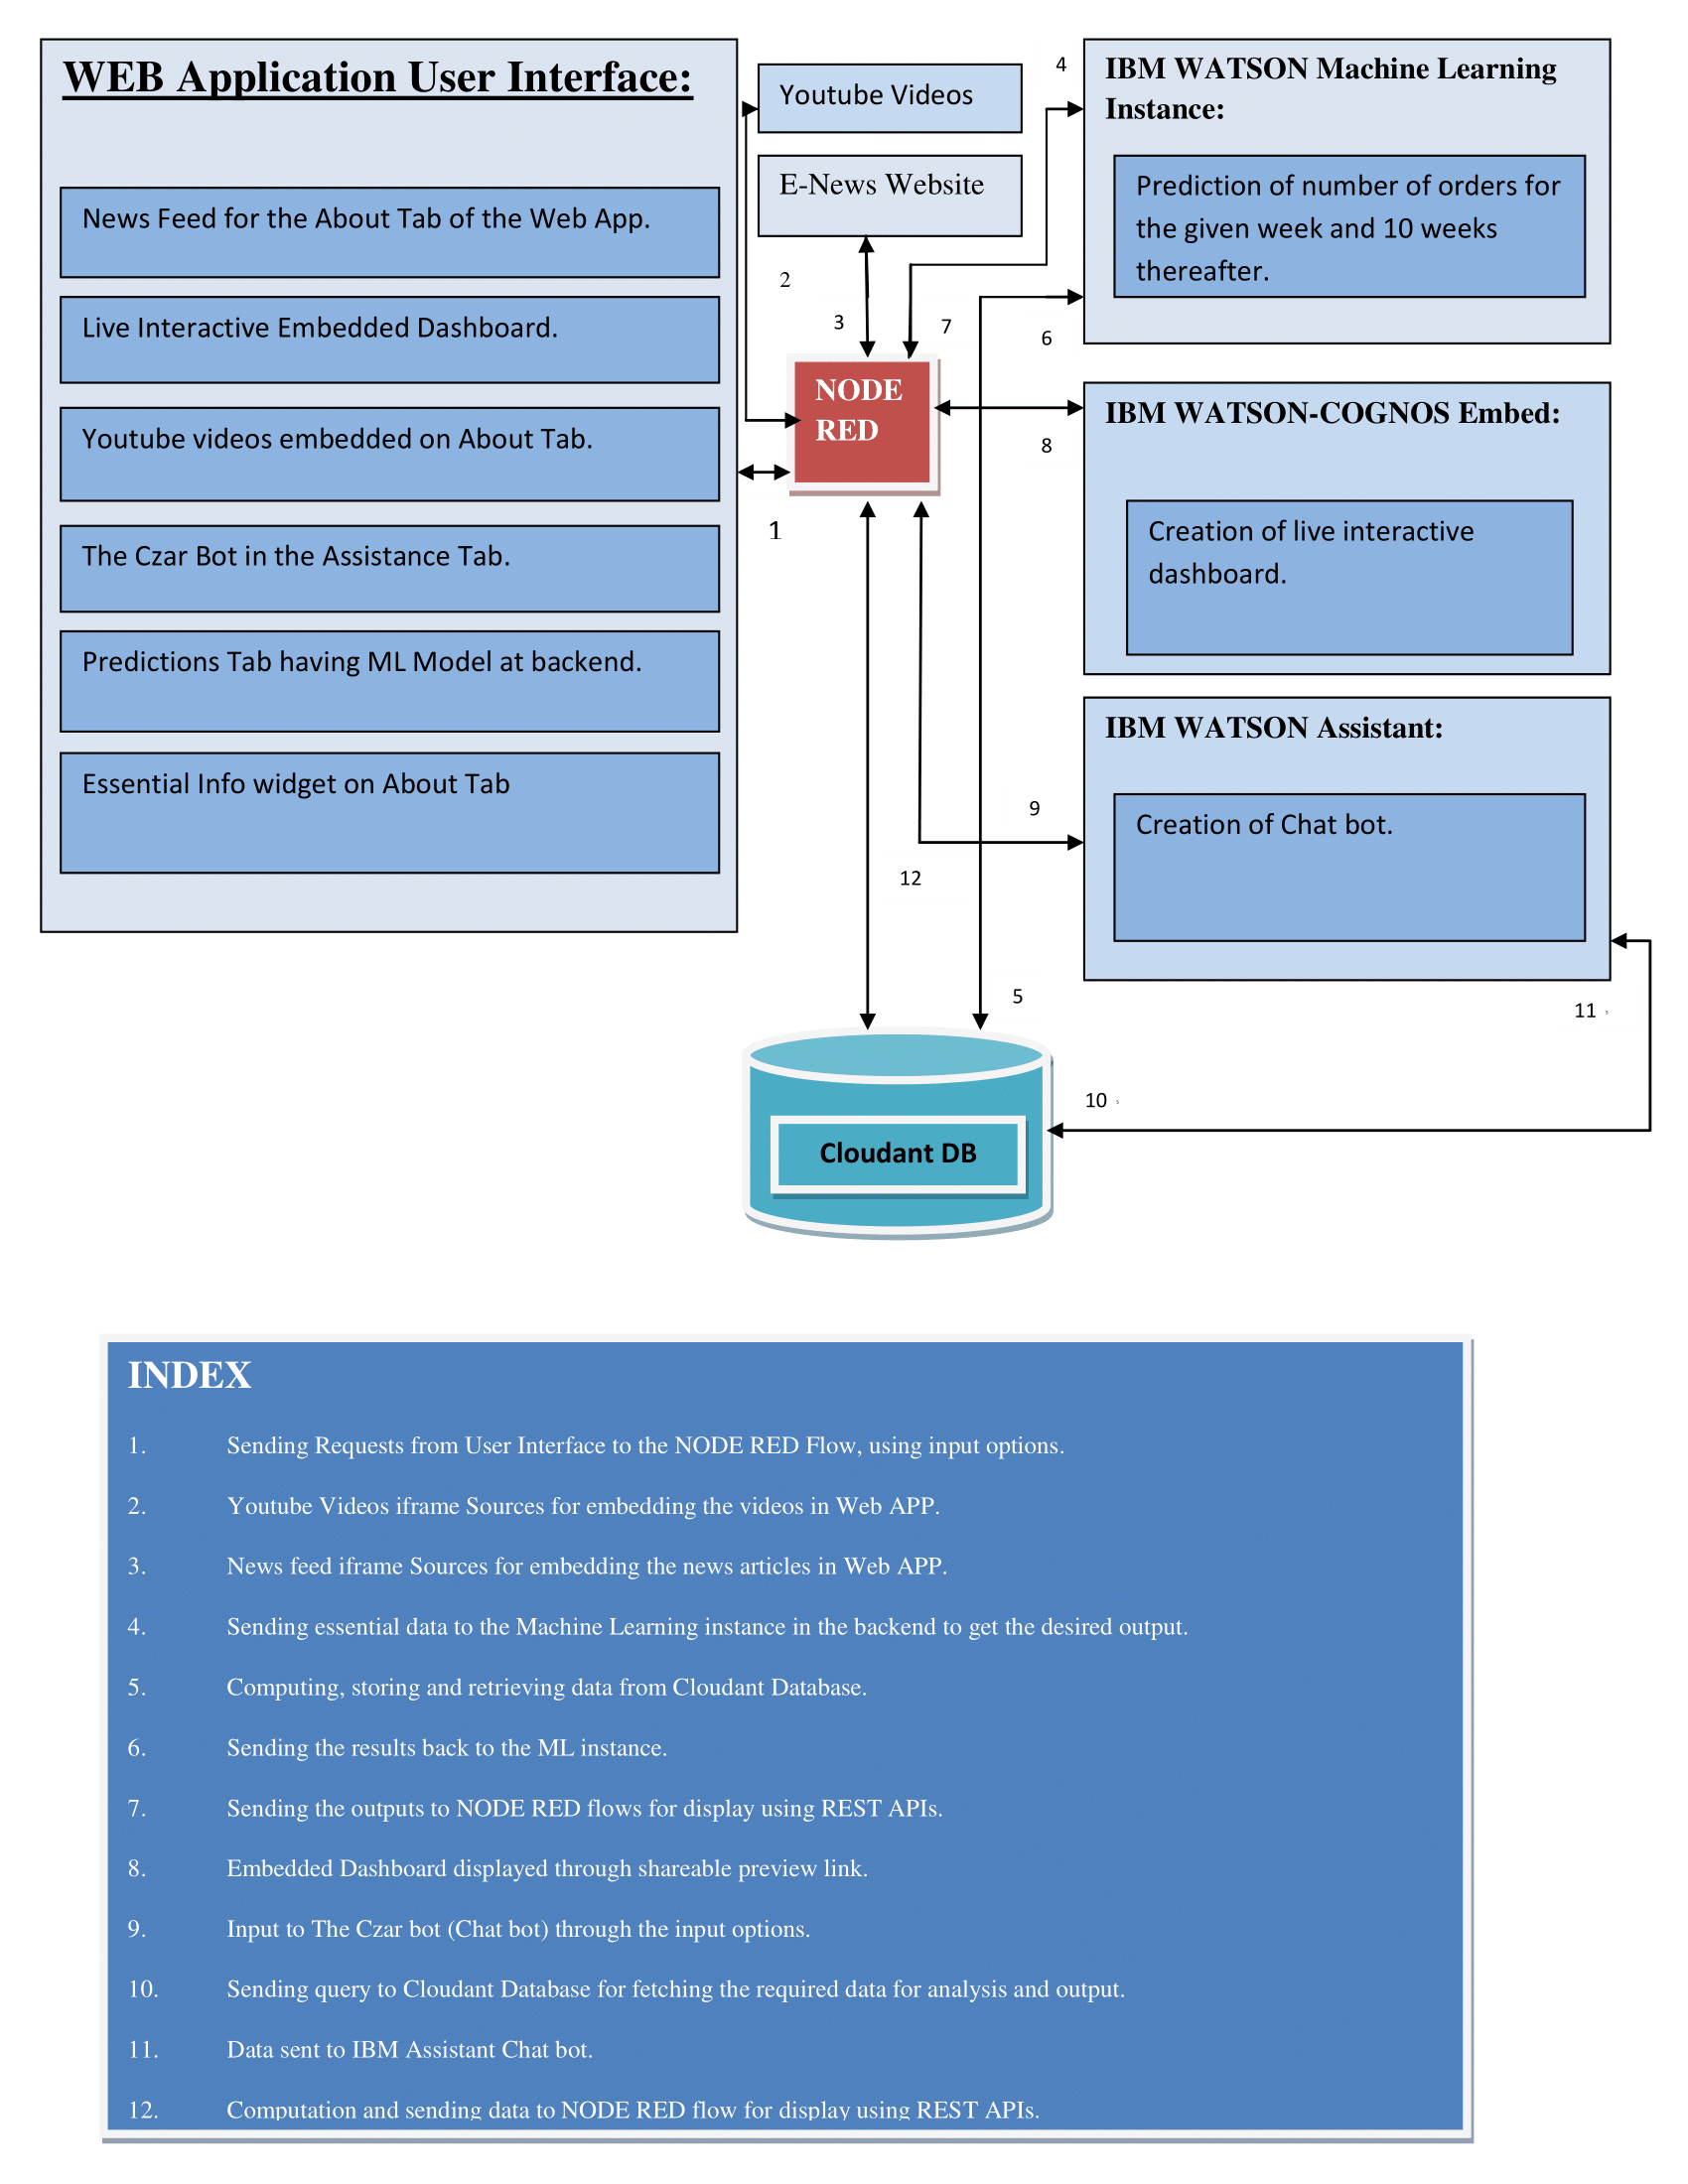 WEB Application User Interface:
News Feed for the About Tab of the Web App.
Live Interactive Embedded Dashboard.
Youtube videos embedded on About Tab.
The Czar Bot in the Assistance Tab.
Predictions Tab having ML Model at backend.
Essential Info widget on About Tab
Youtube Videos
E-News Website
2
3
7
4
6
NODE
RED
1
8
9
12
5
11
10
IBM WATSON Machine Learning
Instance:
Prediction of number of orders for
the given week and 10 weeks
thereafter.
IBM WATSON-COGNOS Embed:
Creation of live interactive
dashboard.
IBM WATSON Assistant:
Creation of Chat bot.
Cloudant DB
INDEX
1. Sending Requests from User Interface to the NODE RED Flow, using input options.
2. Youtube Videos iframe Sources for embedding the videos in Web APP.
3. News feed iframe Sources for embedding the news articles in Web APP.
4. Sending essential data to the Machine Learning instance in the backend to get the desired output.
5. Computing, storing and retrieving data from Cloudant Database.
6. Sending the results back to the ML instance.
7. Sending the outputs to NODE RED flows for display using REST APIs.
8. Embedded Dashboard displayed through shareable preview link.
9. Input to The Czar bot (Chat bot) through the input options.
10. Sending query to Cloudant Database for fetching the required data for analysis and output.
11. Data sent to IBM Assistant Chat bot.
12. Computation and sending data to NODE RED flow for display using REST APIs.